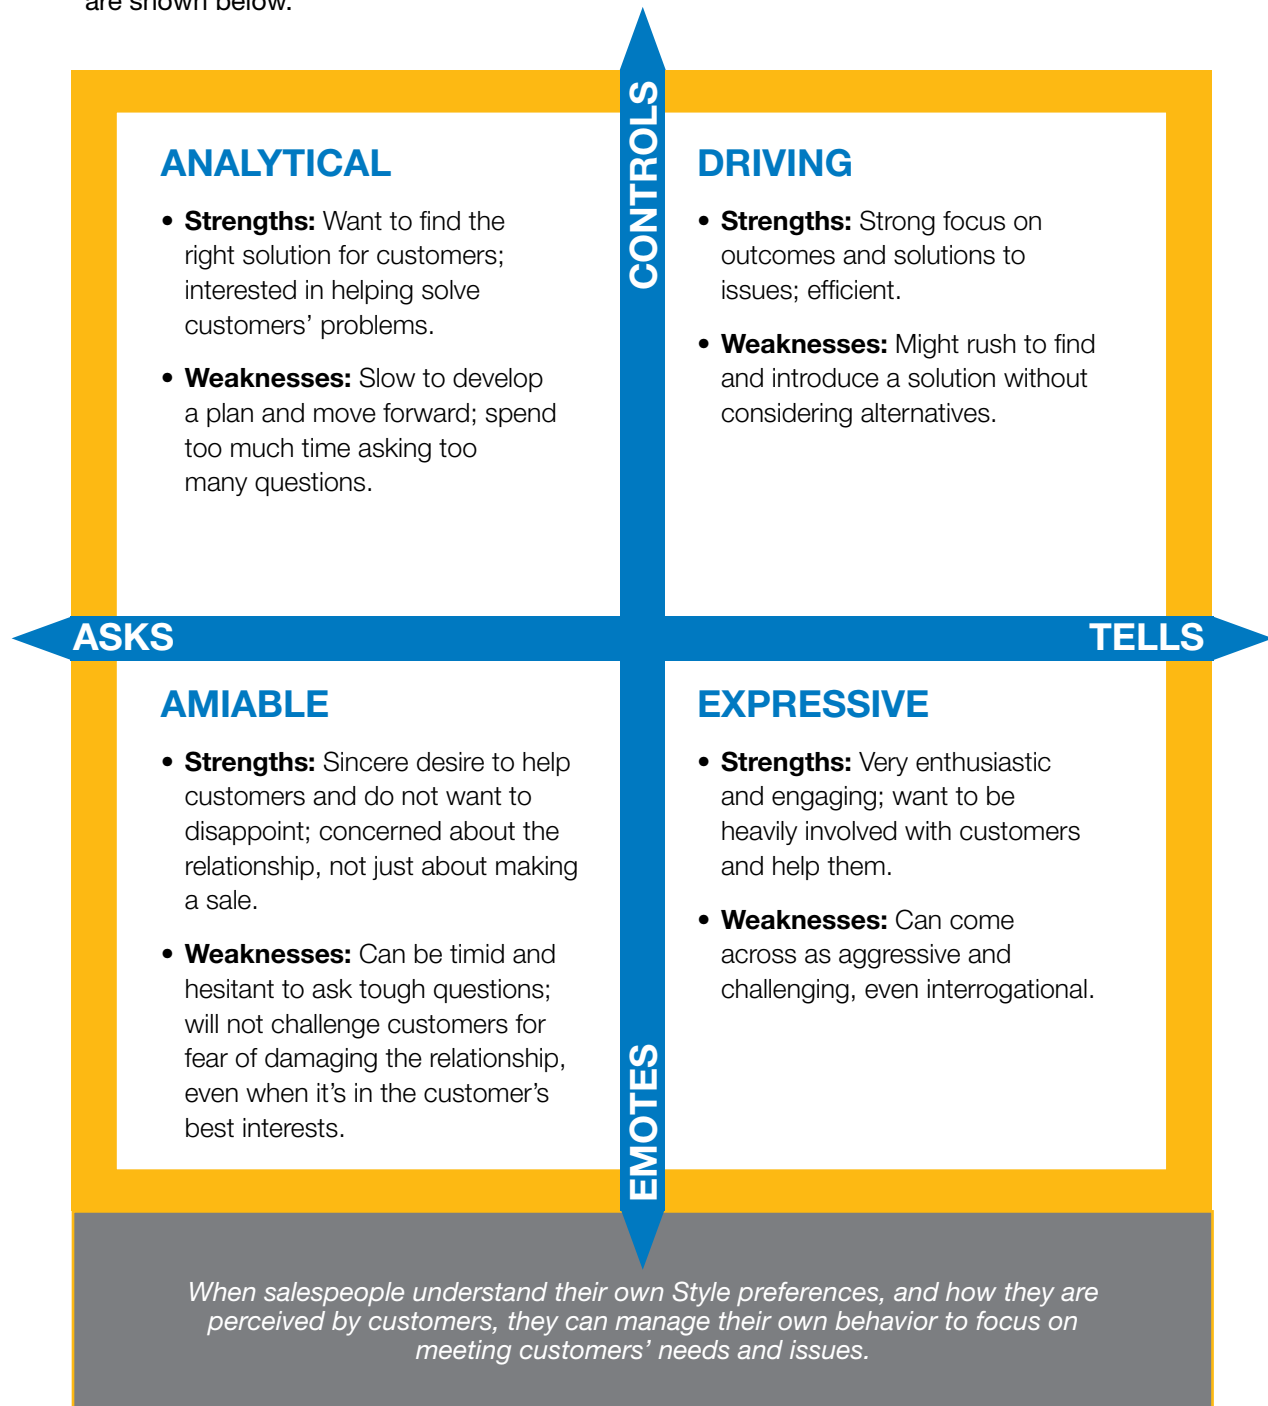 are shown below.
CONTROLS
ANALYTICAL
• Strengths: Want to find the
right solution for customers;
interested in helping solve
customers’ problems.
• Weaknesses: Slow to develop
a plan and move forward; spend
too much time asking too
many questions.
DRIVING
• Strengths: Strong focus on
outcomes and solutions to
issues; efficient.
• Weaknesses: Might rush to find
and introduce a solution without
considering alternatives.
ASKS
TELLS
AMIABLE
• Strengths: Sincere desire to help
customers and do not want to
disappoint; concerned about the
relationship, not just about making
a sale.
• Weaknesses: Can be timid and
hesitant to ask tough questions;
will not challenge customers for
fear of damaging the relationship,
even when it’s in the customer’s
best interests.
EXPRESSIVE
• Strengths: Very enthusiastic
and engaging; want to be
heavily involved with customers
and help them.
• Weaknesses: Can come
across as aggressive and
challenging, even interrogational.
EMOTES
When salespeople understand their own Style preferences, and how they are
perceived by customers, they can manage their own behavior to focus on
meeting customers’ needs and issues.